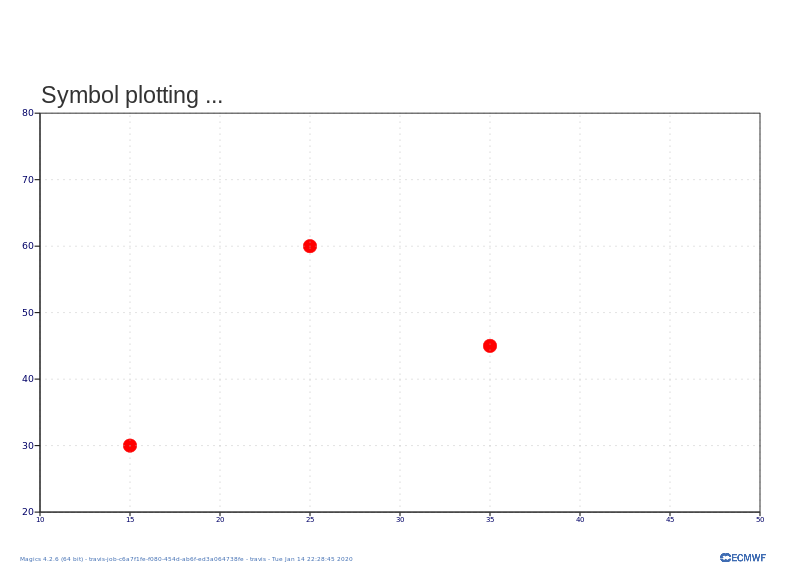 Symbol plotting ...
80
70
60
50
40
30
20
10 15 20 25 30 35 40 45 50
Magics 4.2.6 (64 bit) - travis-job-c6a7f1fe-f080-454d-ab6f-ed3a064738fe - travis - Tue Jan 14 22:28:45 2020
ECMWF